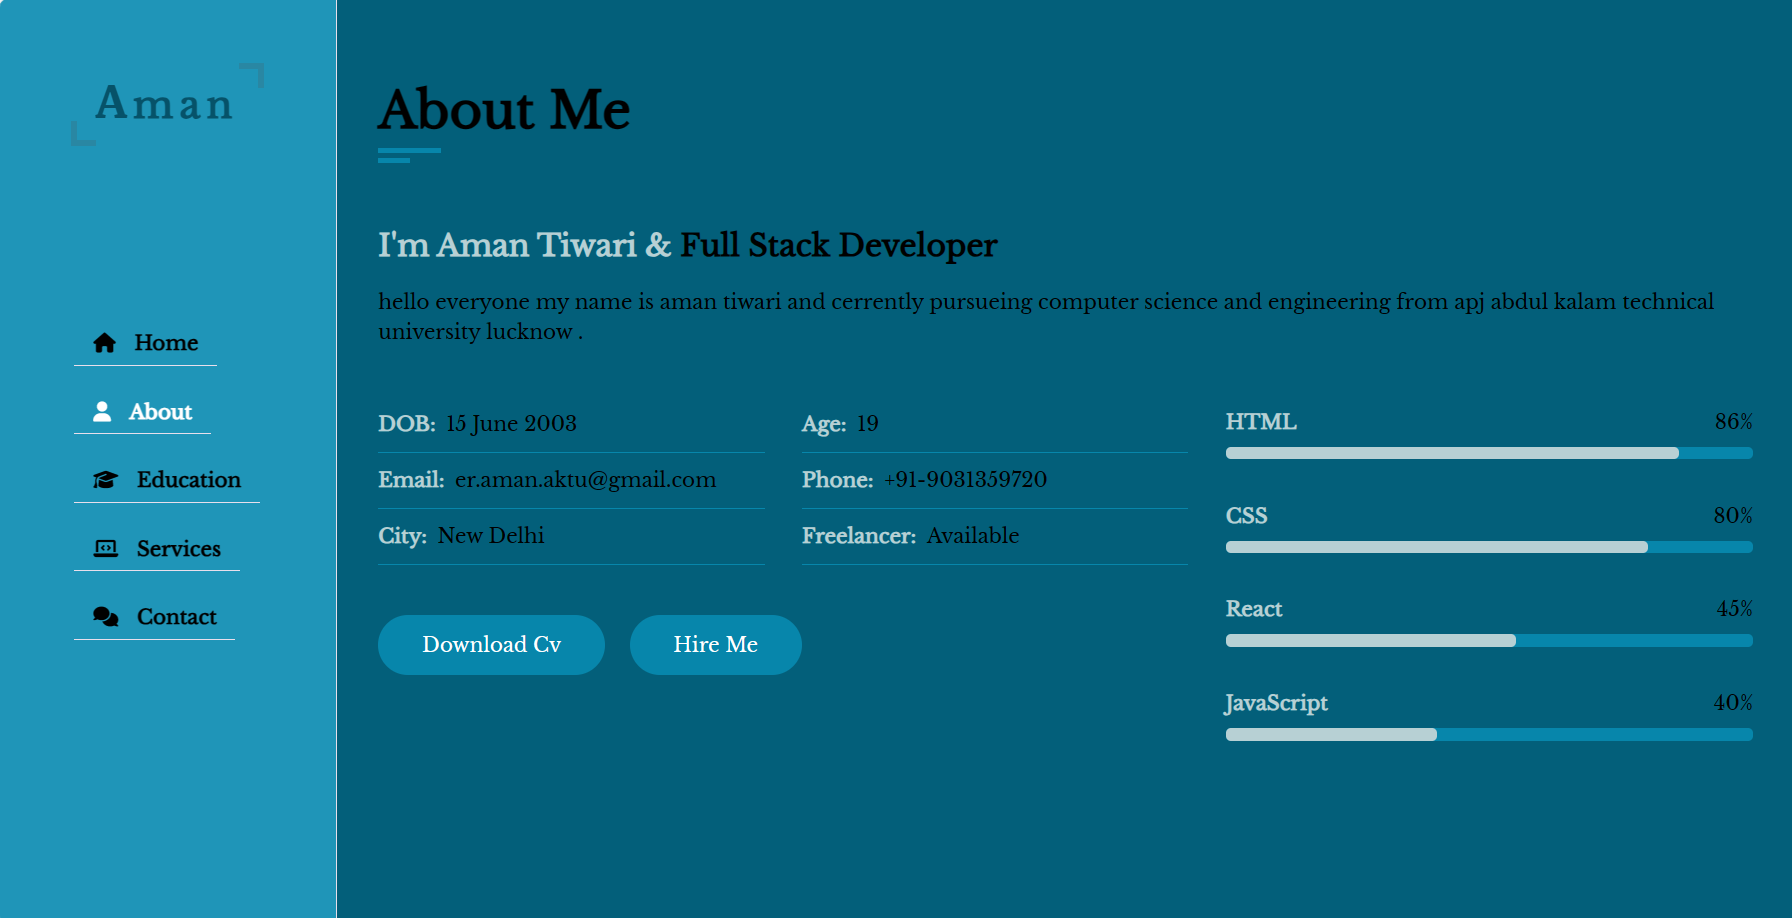 Aman
Home
About
Education
Services
Contact
About Me
I'm Aman Tiwari & Full Stack Developer
hello everyone my name is aman tiwari and cerrently pursueing computer science and engineering from apj abdul kalam technical
university lucknow .
DOB: 15 June 2003
Age: 19
Email: er.aman.aktu@gmail.com
Phone: +91-9031359720
City: New Delhi
Freelancer: Available
Download Cv
Hire Me
HTML 86%
CSS 80%
React 45%
JavaScript 40%